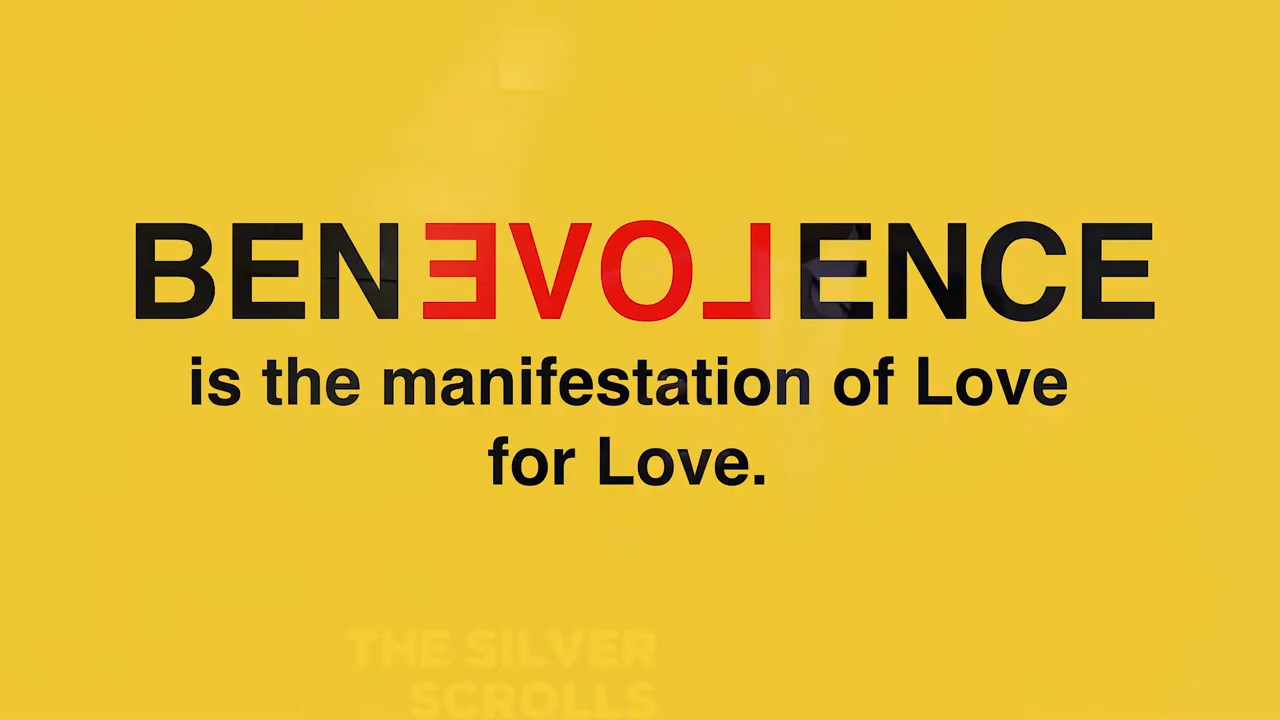 BENEVOLENCE
is the manifestation of Love
for Love.
THE SILVER
SCROLLS